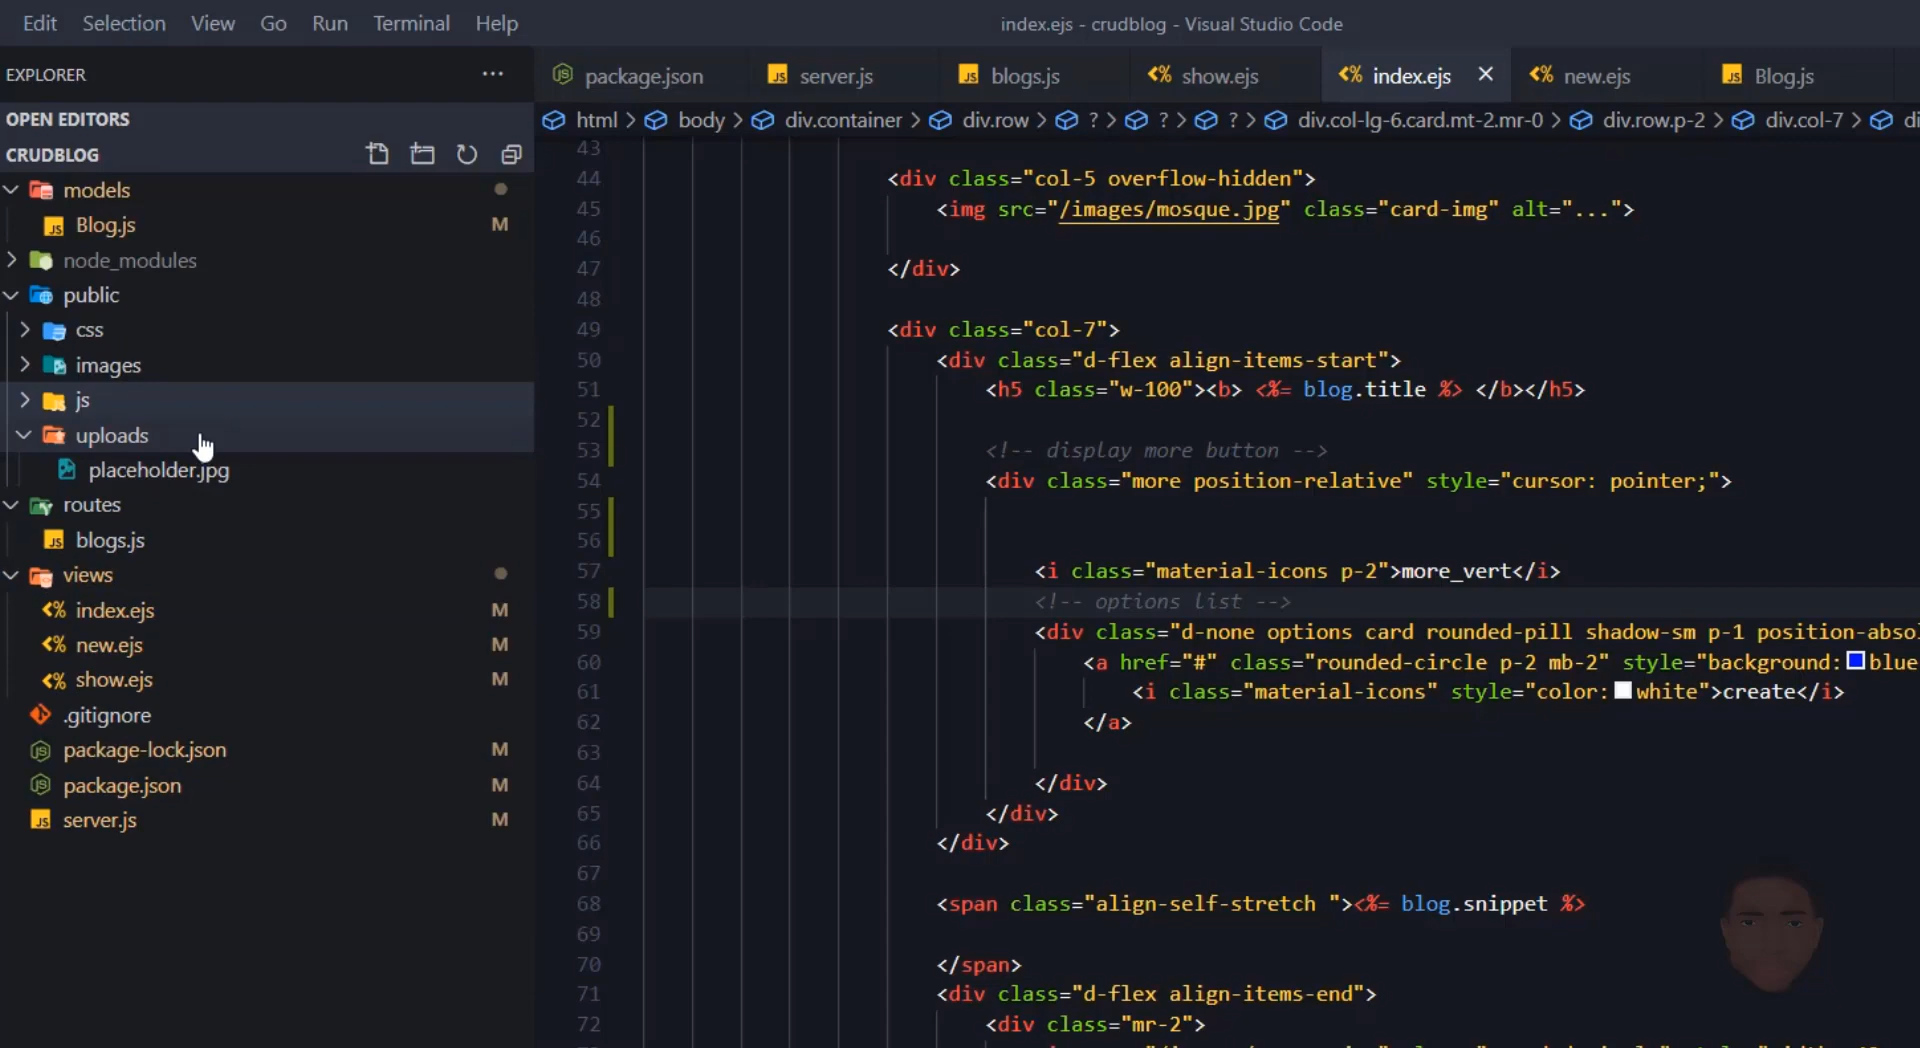 Edit Selection View Go Run Terminal Help
index.ejs - crudblog - Visual Studio Code
EXPLORER
OPEN EDITORS
CRUDBLOG
models
Blog.js M
node_modules
public
css
images
js
uploads
placeholder.jpg
routes
blogs.js
views
index.ejs M
new.ejs M
show.ejs M
.gitignore
package-lock.json M
package.json M
server.js M
package.json server.js blogs.js show.ejs index.ejs new.ejs Blog.js
html > body > div.container > div.row > ? > ? > ? > div.col-lg-6.card.mt-2.mr-0 > div.row.p-2 > div.col-7 >
43
44 <div class="col-5 overflow-hidden">
45 <img src="/images/mosque.jpg" class="card-img" alt="...">
46
47 </div>
48
49 <div class="col-7">
50 <div class="d-flex align-items-start">
51 <h5 class="w-100"><b> <%= blog.title %> </b></h5>
52
53 <!-- display more button -->
54 <div class="more position-relative" style="cursor: pointer;">
55
56
57 <i class="material-icons p-2">more_vert</i>
58 <!-- options list -->
59 <div class="d-none options card rounded-pill shadow-sm p-1 position-absol
60 <a href="#" class="rounded-circle p-2 mb-2" style="background: blue
61 <i class="material-icons" style="color: white">create</i>
62 </a>
63
64 </div>
65 </div>
66 </div>
67
68 <span class="align-self-stretch "><%= blog.snippet %>
69
70 </span>
71 <div class="d-flex align-items-end">
72 <div class="mr-2">